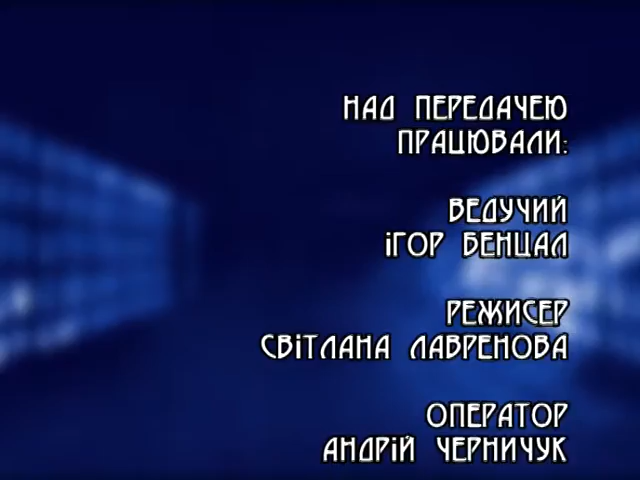 НАД ПЕРЕДАЧЕЮ
ПРАЦЮВАЛИ:
ВЕДУЧИЙ
ІГОР БЕНЦАЛ
РЕЖИСЕР
СВІТЛАНА ЛАВРЕНОВА
ОПЕРАТОР
АНДРІЙ ЧЕРНИЧУК